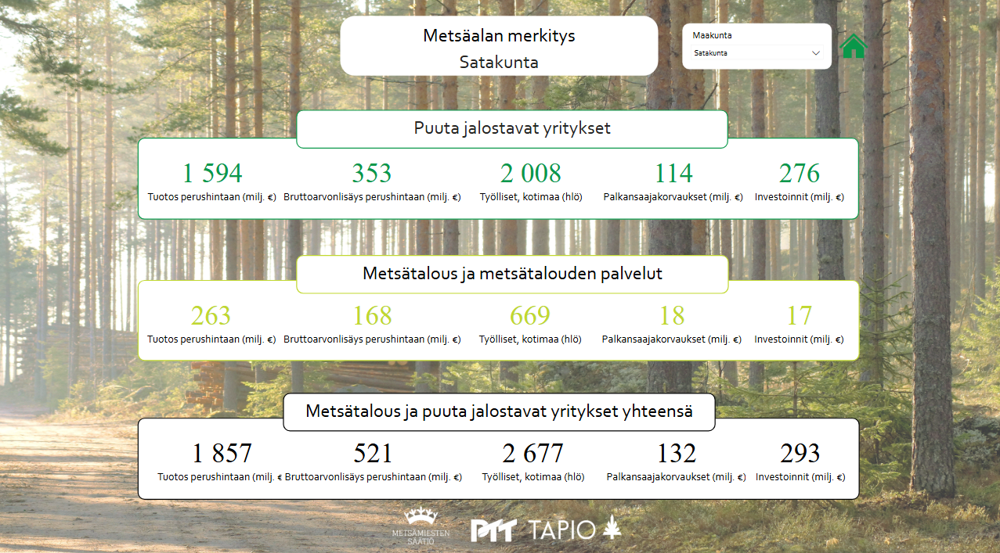 Metsäalan merkitys
Satakunta
Maakunta
Satakunta
Puuta jalostavat yritykset
1 594
353
2 008
114
276
Tuotos perushintaan (milj. €)
Bruttoarvonlisäys perushintaan (milj. €)
Työlliset, kotimaa (hlö)
Palkansaajakorvaukset (milj. €)
Investoinnit (milj. €)
Metsätalous ja metsätalouden palvelut
263
168
669
18
17
Tuotos perushintaan (milj. €)
Bruttoarvonlisäys perushintaan (milj. €)
Työlliset, kotimaa (hlö)
Palkansaajakorvaukset (milj. €)
Investoinnit (milj. €)
Metsätalous ja puuta jalostavat yritykset yhteensä
1 857
521
2 677
132
293
Tuotos perushintaan (milj. €
Bruttoarvonlisäys perushintaan (milj. €)
Työlliset, kotimaa (hlö)
Palkansaajakorvaukset (milj. €)
Investoinnit (milj. €)
METSÄMIESTEN
SÄÄTIÖ
PTT
TAPIO